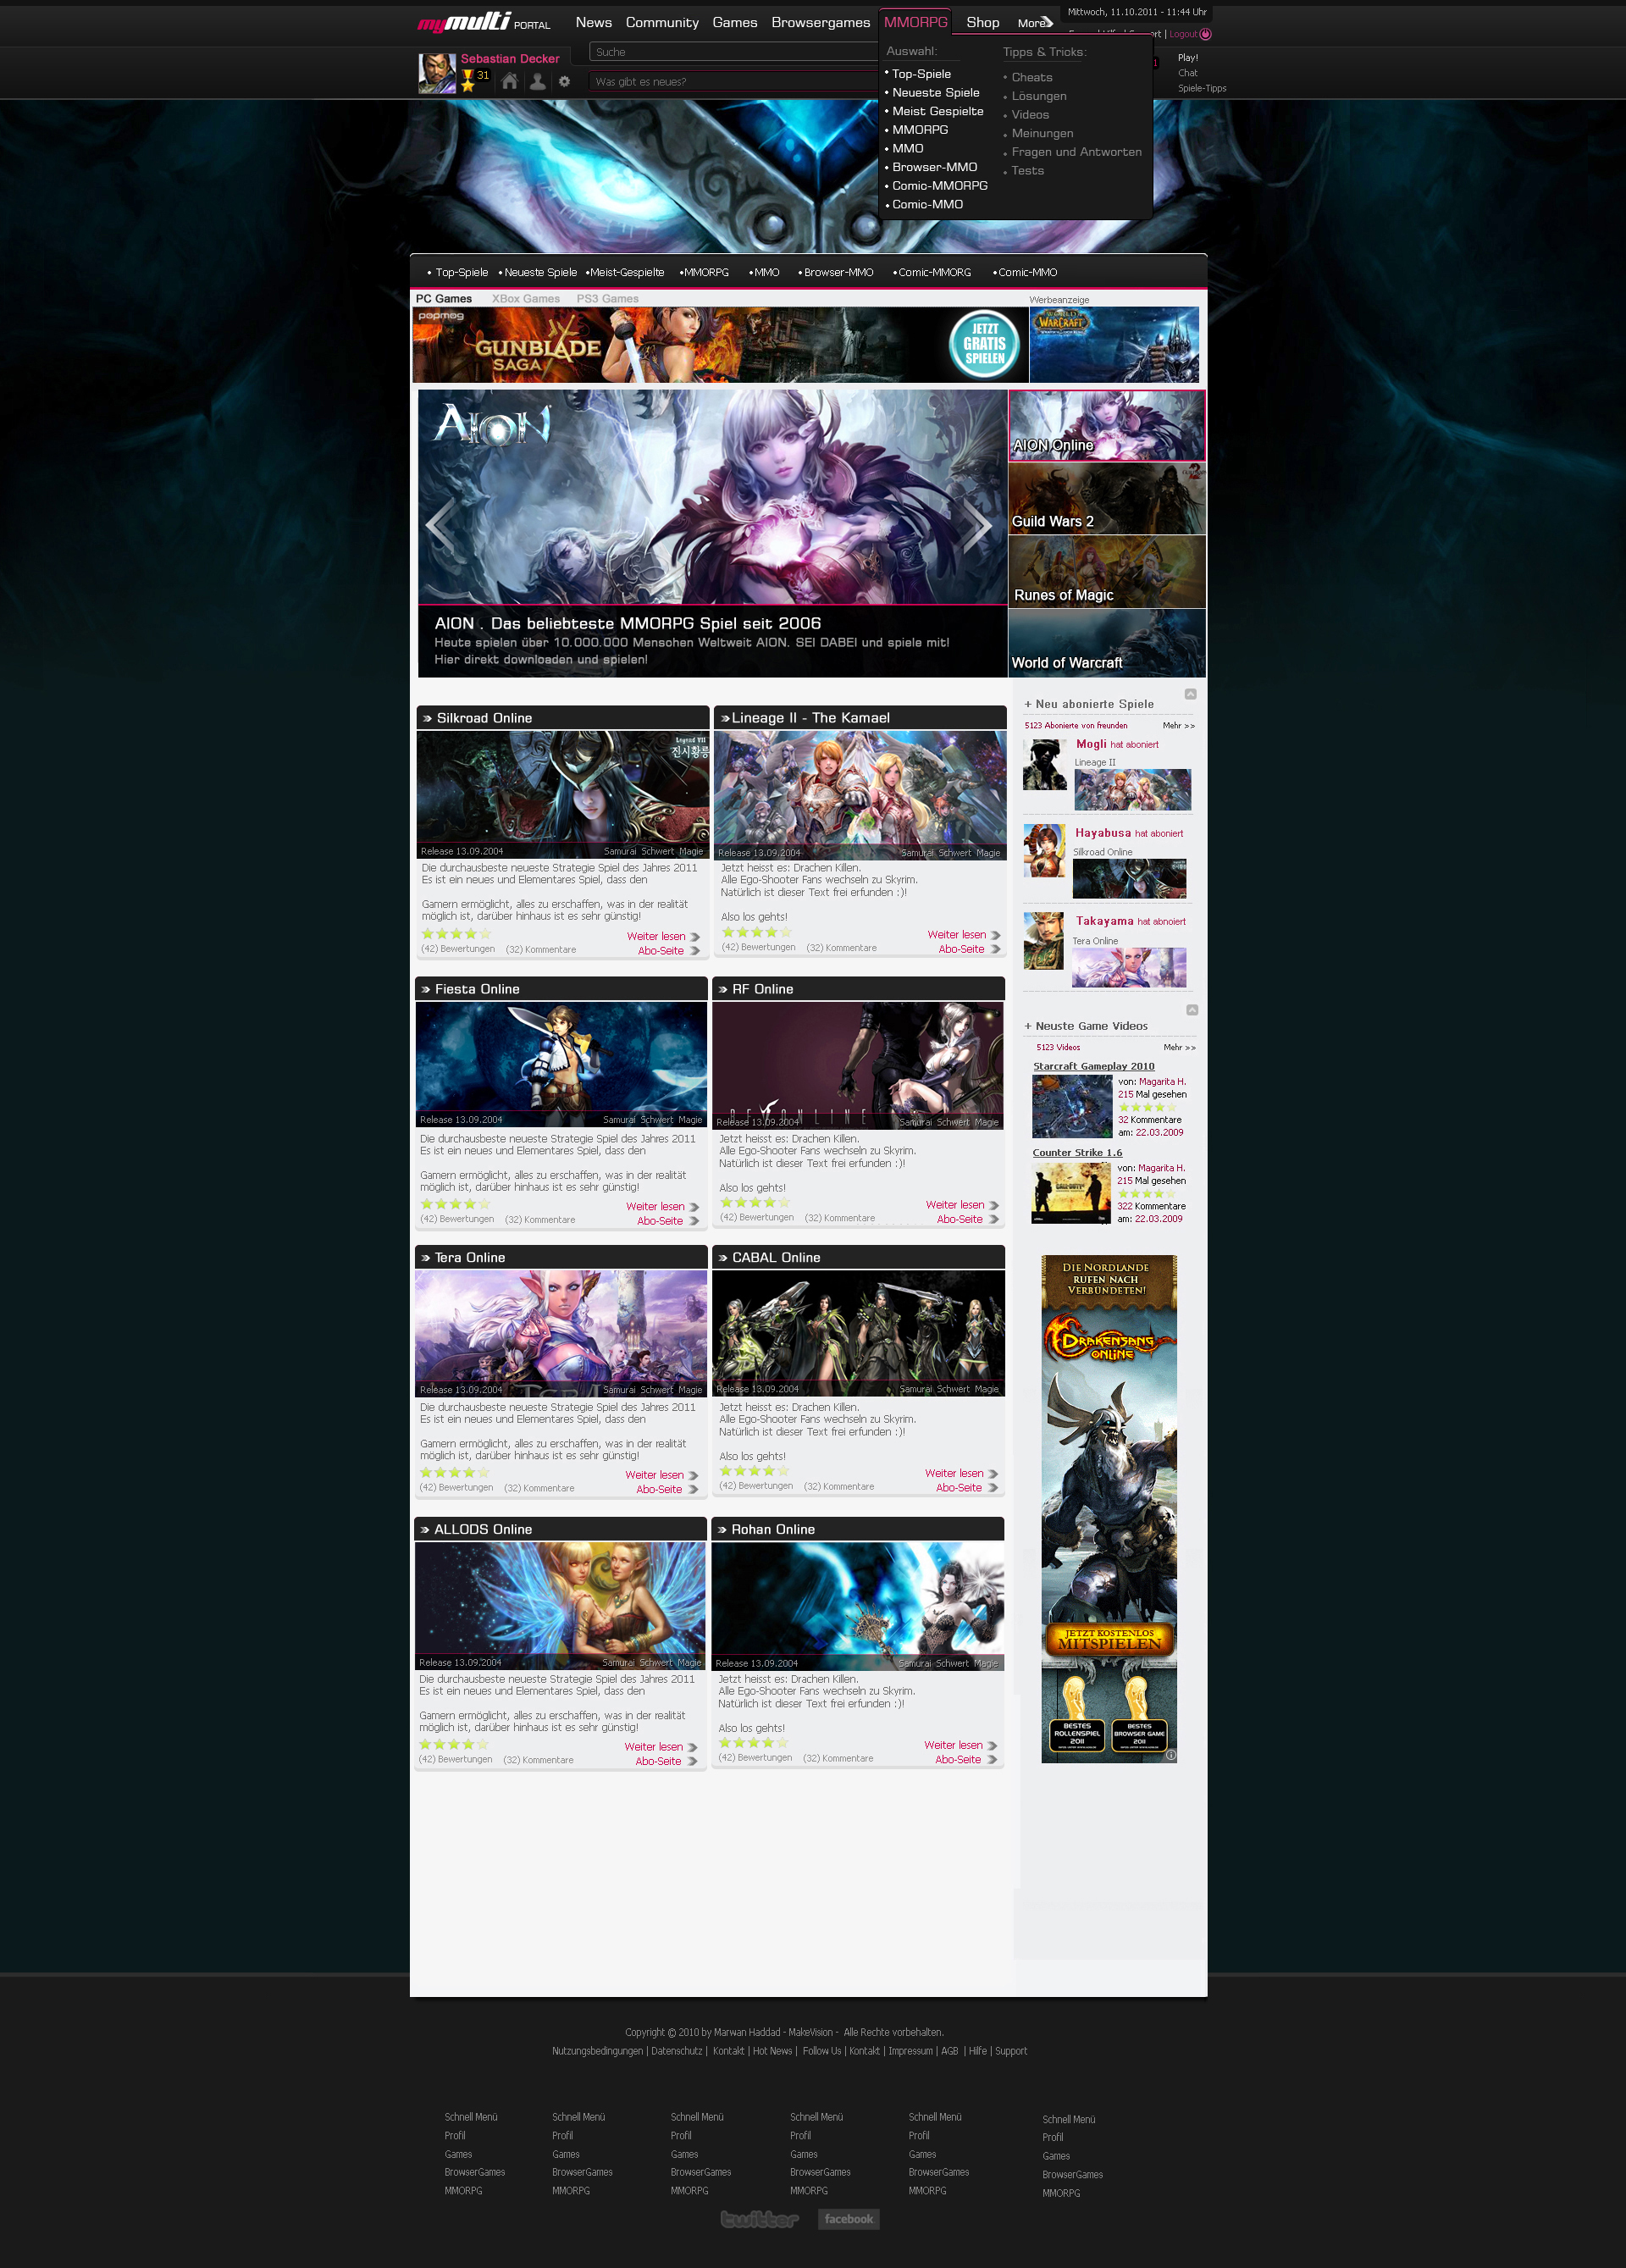 mymulti PORTAL
News Community Games Browsergames MMORPG Shop More
Mittwoch, 11.10.2011 - 11:44 Uhr
Logout
Sebastian Decker
31
Suche
Was gibt es neues?
Play!
Chat
Spiele-Tipps
Auswahl:
Top-Spiele
Neueste Spiele
Meist Gespielte
MMORPG
MMO
Browser-MMO
Comic-MMORPG
Comic-MMO
Tipps & Tricks:
Cheats
Lösungen
Videos
Meinungen
Fragen und Antworten
Tests
Top-Spiele Neueste Spiele Meist-Gespielte MMORPG MMO Browser-MMO Comic-MMORG Comic-MMO
PC Games XBox Games PS3 Games
Werbeanzeige
popmog
GUNBLADE
SAGA
JETZT
GRATIS
SPIELEN
WORLD OF
WARCRAFT
AION
AION . Das beliebteste MMORPG Spiel seit 2006
Heute spielen über 10.000.000 Menschen Weltweit AION. SEI DABEI und spiele mit!
Hier direkt downloaden und spielen!
AION Online
Guild Wars 2
Runes of Magic
World of Warcraft
Silkroad Online
Legend VII
전시황릉
Release 13.09.2004 Samurai Schwert Magie
Die durchausbeste neueste Strategie Spiel des Jahres 2011
Es ist ein neues und Elementares Spiel, dass den
Gamern ermöglicht, alles zu erschaffen, was in der realität
möglich ist, darüber hinhaus ist es sehr günstig!
Weiter lesen
(42) Bewertungen (32) Kommentare
Abo-Seite
Lineage II - The Kamael
Release 13.09.2004 Samurai Schwert Magie
Jetzt heisst es: Drachen Killen.
Alle Ego-Shooter Fans wechseln zu Skyrim.
Natürlich ist dieser Text frei erfunden :)!
Also los gehts!
Weiter lesen
(42) Bewertungen (32) Kommentare
Abo-Seite
Fiesta Online
Release 13.09.2004 Samurai Schwert Magie
Die durchausbeste neueste Strategie Spiel des Jahres 2011
Es ist ein neues und Elementares Spiel, dass den
Gamern ermöglicht, alles zu erschaffen, was in der realität
möglich ist, darüber hinhaus ist es sehr günstig!
Weiter lesen
(42) Bewertungen (32) Kommentare
Abo-Seite
RF Online
RF ONLINE
Release 13.09.2004 Samurai Schwert Magie
Jetzt heisst es: Drachen Killen.
Alle Ego-Shooter Fans wechseln zu Skyrim.
Natürlich ist dieser Text frei erfunden :)!
Also los gehts!
Weiter lesen
(42) Bewertungen (32) Kommentare
Abo-Seite
Tera Online
Release 13.09.2004 Samurai Schwert Magie
Die durchausbeste neueste Strategie Spiel des Jahres 2011
Es ist ein neues und Elementares Spiel, dass den
Gamern ermöglicht, alles zu erschaffen, was in der realität
möglich ist, darüber hinhaus ist es sehr günstig!
Weiter lesen
(42) Bewertungen (32) Kommentare
Abo-Seite
CABAL Online
Release 13.09.2004 Samurai Schwert Magie
Jetzt heisst es: Drachen Killen.
Alle Ego-Shooter Fans wechseln zu Skyrim.
Natürlich ist dieser Text frei erfunden :)!
Also los gehts!
Weiter lesen
(42) Bewertungen (32) Kommentare
Abo-Seite
ALLODS Online
Release 13.09.2004 Samurai Schwert Magie
Die durchausbeste neueste Strategie Spiel des Jahres 2011
Es ist ein neues und Elementares Spiel, dass den
Gamern ermöglicht, alles zu erschaffen, was in der realität
möglich ist, darüber hinhaus ist es sehr günstig!
Weiter lesen
(42) Bewertungen (32) Kommentare
Abo-Seite
Rohan Online
Release 13.09.2004 Samurai Schwert Magie
Jetzt heisst es: Drachen Killen.
Alle Ego-Shooter Fans wechseln zu Skyrim.
Natürlich ist dieser Text frei erfunden :)!
Also los gehts!
Weiter lesen
(42) Bewertungen (32) Kommentare
Abo-Seite
+ Neu abonierte Spiele
5123 Abonierte von freunden Mehr >>
Mogli hat aboniert
Lineage II
Hayabusa hat aboniert
Silkroad Online
Takayama hat abnoiert
Tera Online
+ Neuste Game Videos
5123 Videos Mehr >>
Starcraft Gameplay 2010
von: Magarita H.
215 Mal gesehen
32 Kommentare
am: 22.03.2009
Counter Strike 1.6
von: Magarita H.
215 Mal gesehen
322 Kommentare
am: 22.03.2009
DIE NORDLANDE
RUFEN NACH
VERBÜNDETEN!
DRAKENSANG
ONLINE
JETZT KOSTENLOS
MITSPIELEN
BESTES
ROLLENSPIEL
2011
BESTES
BROWSER GAME
2011
Copyright © 2010 by Marwan Haddad - MakeVision - Alle Rechte vorbehalten.
Nutzungsbedingungen | Datenschutz | Kontakt | Hot News | Follow Us | Kontakt | Impressum | AGB | Hilfe | Support
Schnell Menü Schnell Menü Schnell Menü Schnell Menü Schnell Menü Schnell Menü
Profil Profil Profil Profil Profil Profil
Games Games Games Games Games Games
BrowserGames BrowserGames BrowserGames BrowserGames BrowserGames BrowserGames
MMORPG MMORPG MMORPG MMORPG MMORPG MMORPG
twitter facebook